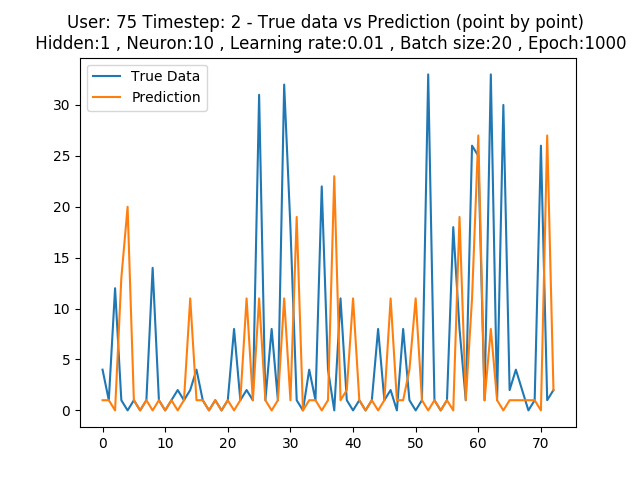 User: 75 Timestep: 2 - True data vs Prediction (point by point)
Hidden:1 , Neuron:10 , Learning rate:0.01 , Batch size:20 , Epoch:1000
True Data
Prediction
30
25
20
15
10
5
0
0 10 20 30 40 50 60 70